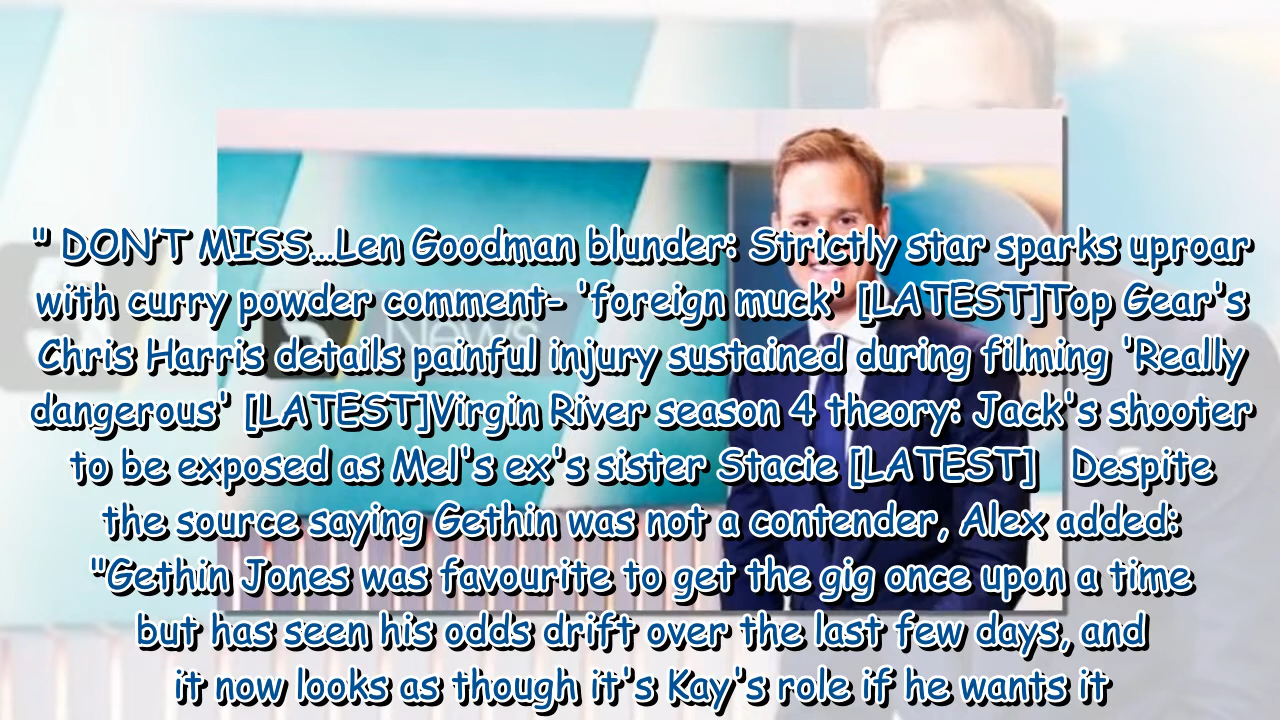 " DON'T MISS...Len Goodman blunder: Strictly star sparks uproar
with curry powder comment- 'foreign muck' [LATEST]Top Gear's
Chris Harris details painful injury sustained during filming 'Really
dangerous' [LATEST]Virgin River season 4 theory: Jack's shooter
to be exposed as Mel's ex's sister Stacie [LATEST]   Despite
the source saying Gethin was not a contender, Alex added:
"Gethin Jones was favourite to get the gig once upon a time
but has seen his odds drift over the last few days, and
it now looks as though it's Kay's role if he wants it
5 News